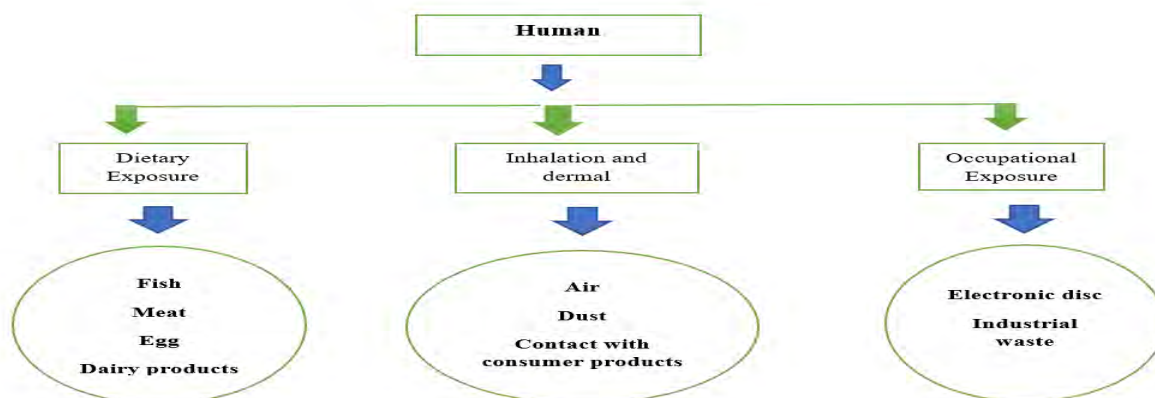 Human
Dietary
Exposure
Inhalation and
dermal
Occupational
Exposure
Fish
Meat
Egg
Dairy products
Air
Dust
Contact with
consumer products
Electronic disc
Industrial
waste